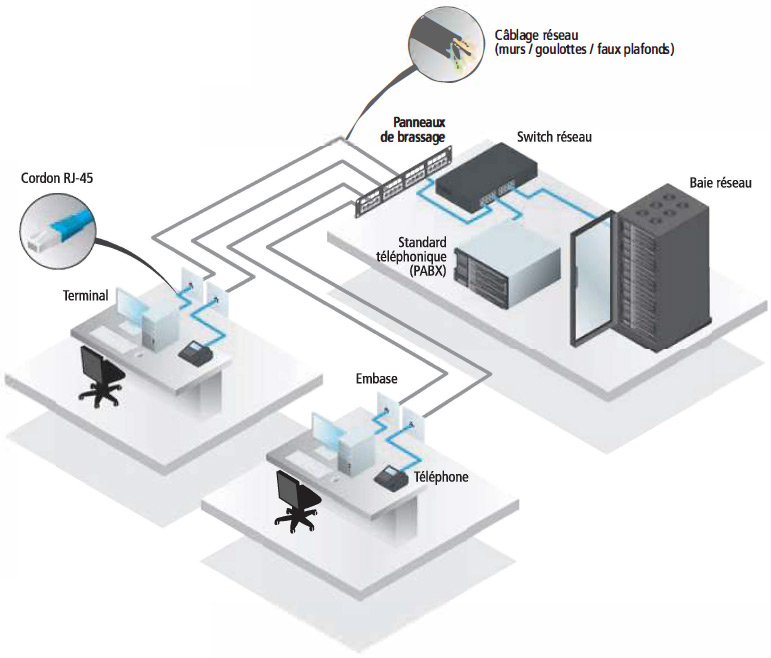 Câblage réseau
(murs / goulottes / faux plafonds)
Panneaux
de brassage
Switch réseau
Cordon RJ-45
Baie réseau
Standard
téléphonique
(PABX)
Terminal
Embase
Téléphone